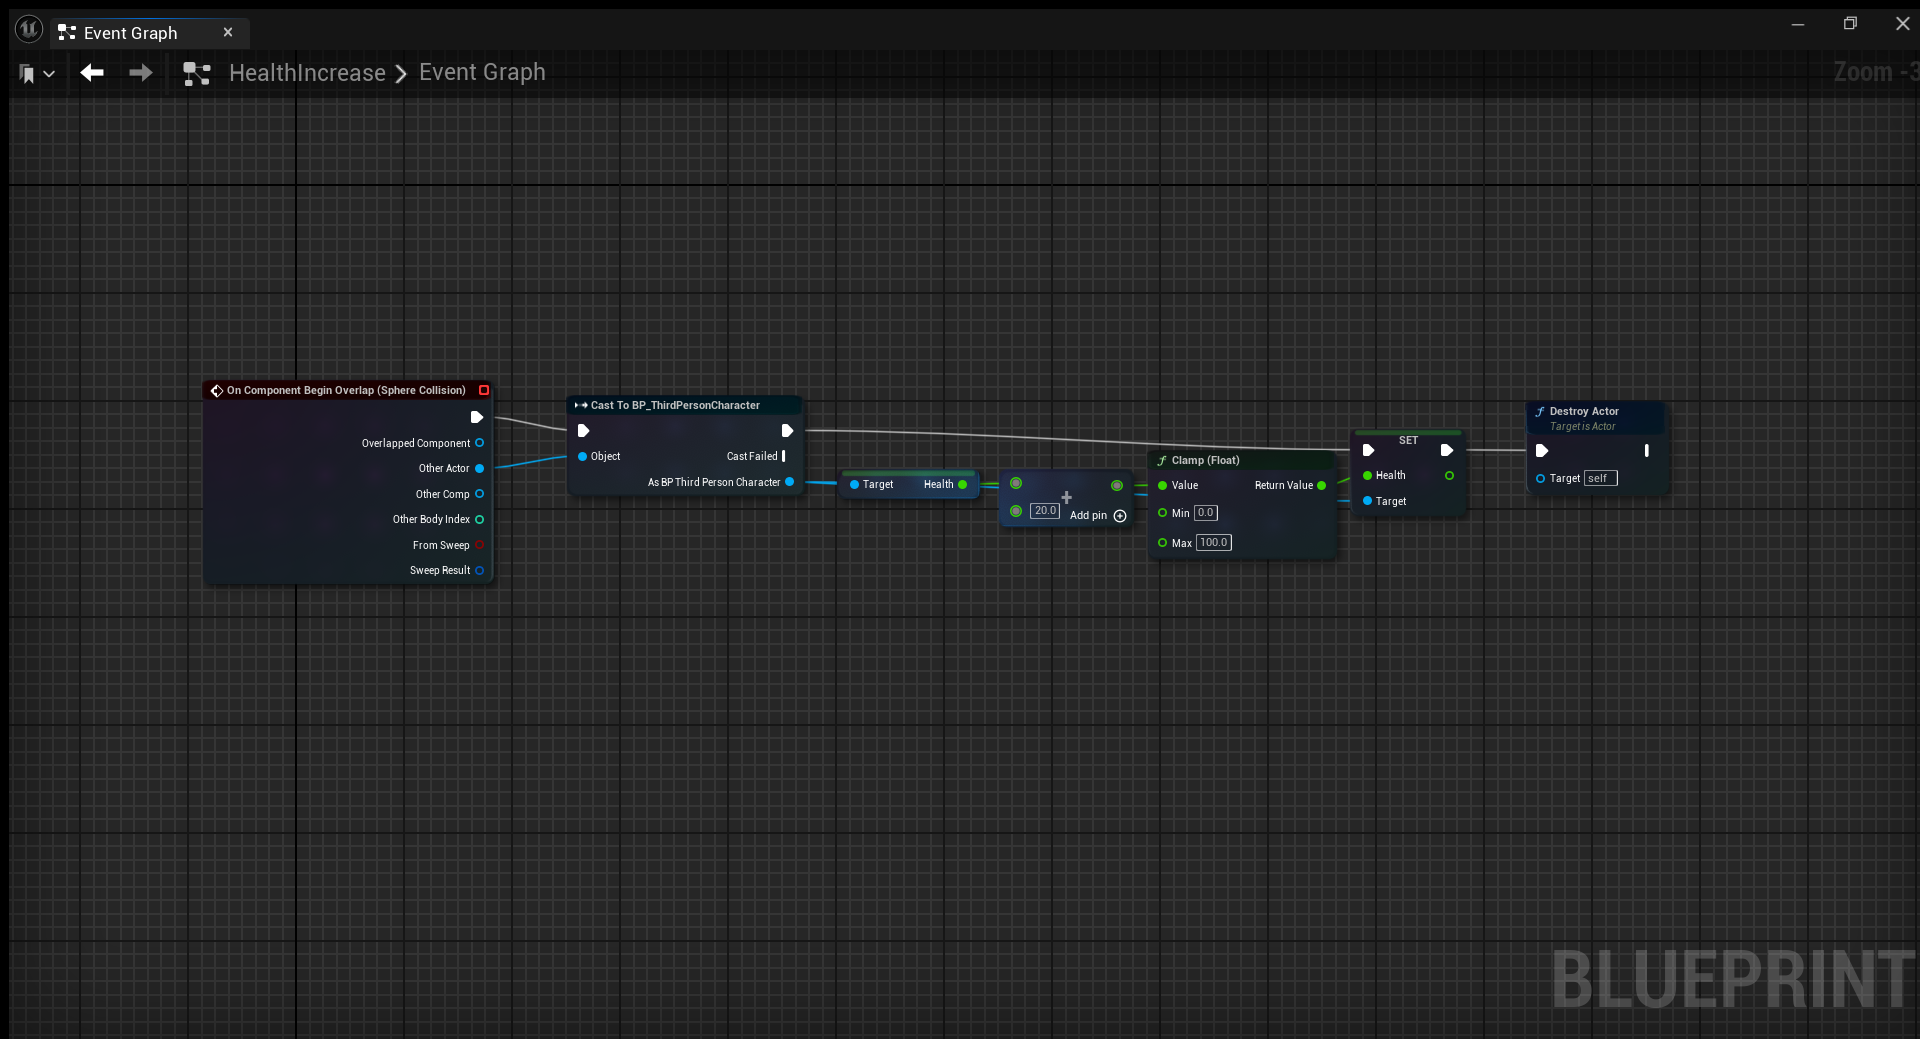 Event Graph
HealthIncrease > Event Graph
Zoom -3
On Component Begin Overlap (Sphere Collision)
Overlapped Component
Other Actor
Other Comp
Other Body Index
From Sweep
Sweep Result
Cast To BP_ThirdPersonCharacter
Object
Cast Failed
As BP Third Person Character
Target Health
20.0
Add pin
Clamp (Float)
Value Return Value
Min 0.0
Max 100.0
SET
Health
Target
Destroy Actor
Target is Actor
Target self
BLUEPRINT